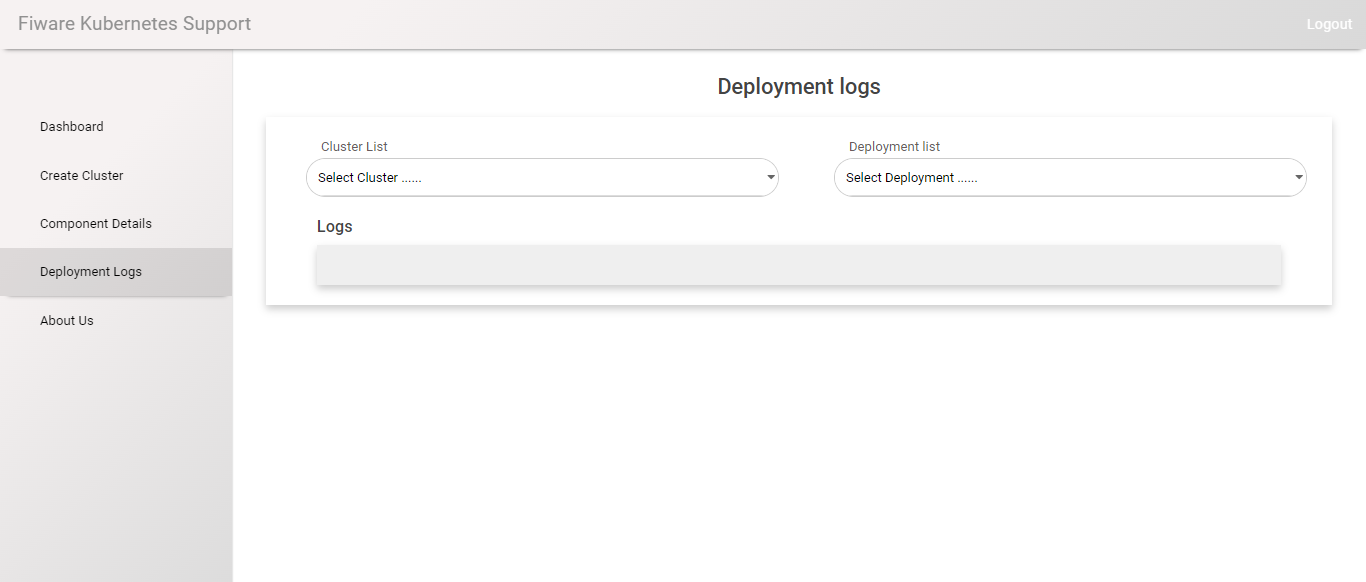 Fiware Kubernetes Support
Logout
Dashboard
Create Cluster
Component Details
Deployment Logs
About Us
Deployment logs
Cluster List
Deployment list
Select Cluster ......
Select Deployment ......
Logs